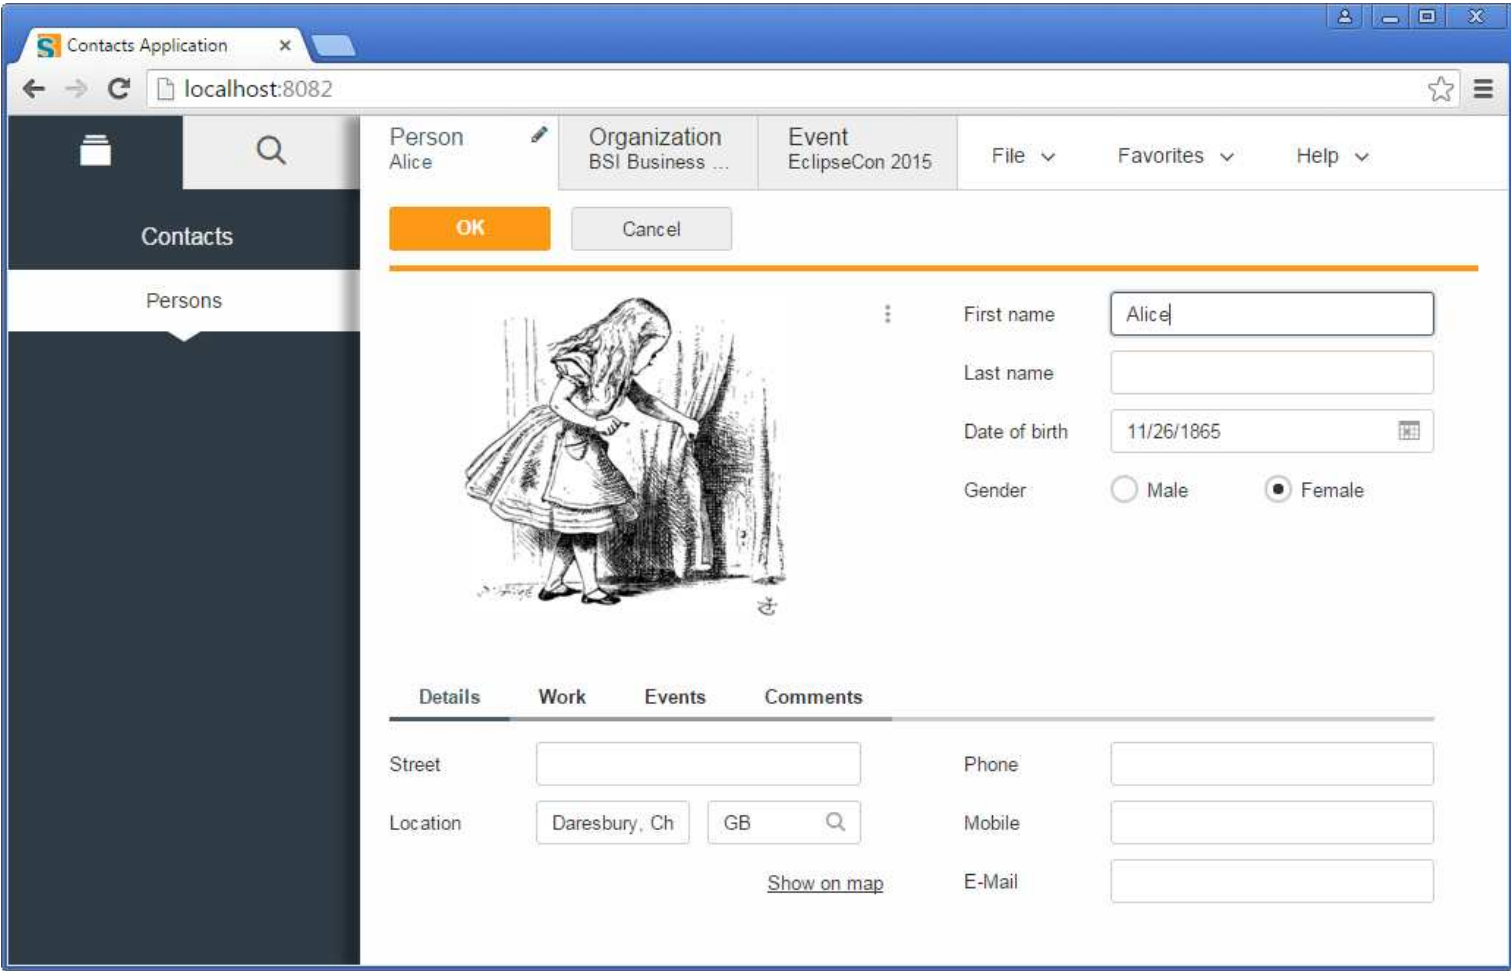 Contacts Application
localhost:8082
Person
Alice
Organization
BSI Business ...
Event
EclipseCon 2015
File
Favorites
Help
Contacts
Persons
OK
Cancel
First name
Alice
Last name
Date of birth
11/26/1865
Gender
Male
Female
Details
Work
Events
Comments
Street
Location
Daresbury, Ch
GB
Show on map
Phone
Mobile
E-Mail